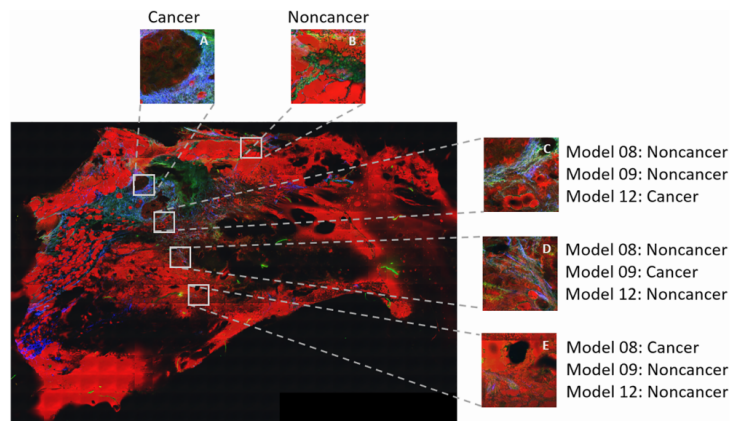 Cancer
Noncancer
A
B
C
Model 08: Noncancer
Model 09: Noncancer
Model 12: Cancer
D
Model 08: Noncancer
Model 09: Cancer
Model 12: Noncancer
E
Model 08: Cancer
Model 09: Noncancer
Model 12: Noncancer